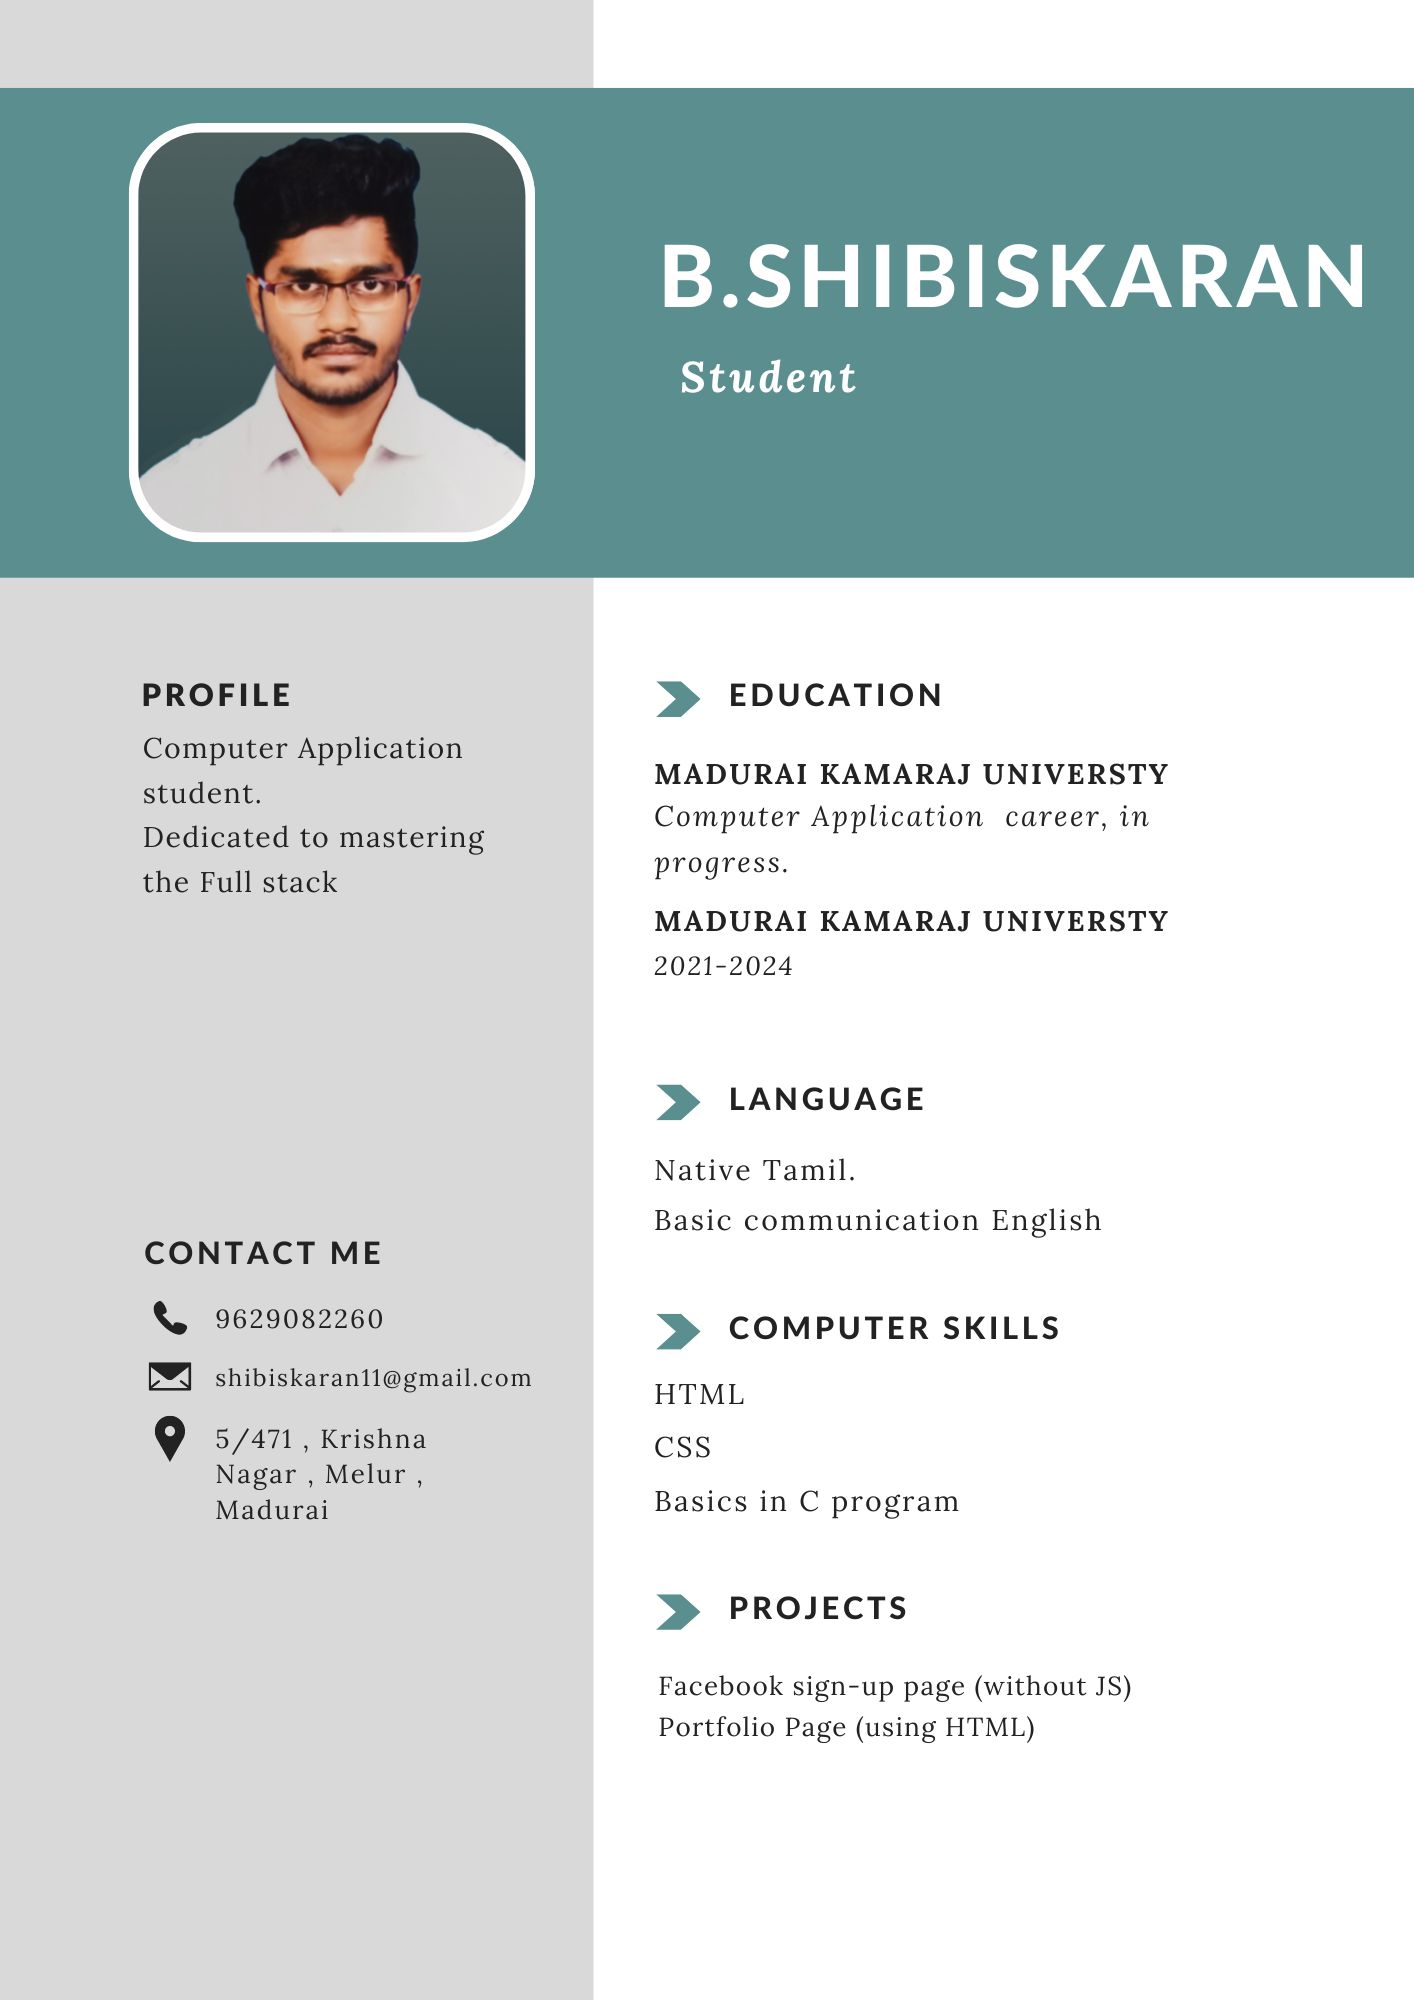 B.SHIBISKARAN
Student
PROFILE
Computer Application
student.
Dedicated to mastering
the Full stack
CONTACT ME
9629082260
shibiskaran11@gmail.com
5/471 , Krishna
Nagar , Melur ,
Madurai
EDUCATION
MADURAI KAMARAJ UNIVERSTY
Computer Application  career, in
progress.
MADURAI KAMARAJ UNIVERSTY
2021-2024
LANGUAGE
Native Tamil.
Basic communication English
COMPUTER SKILLS
HTML
CSS
Basics in C program
PROJECTS
Facebook sign-up page (without JS)
Portfolio Page (using HTML)